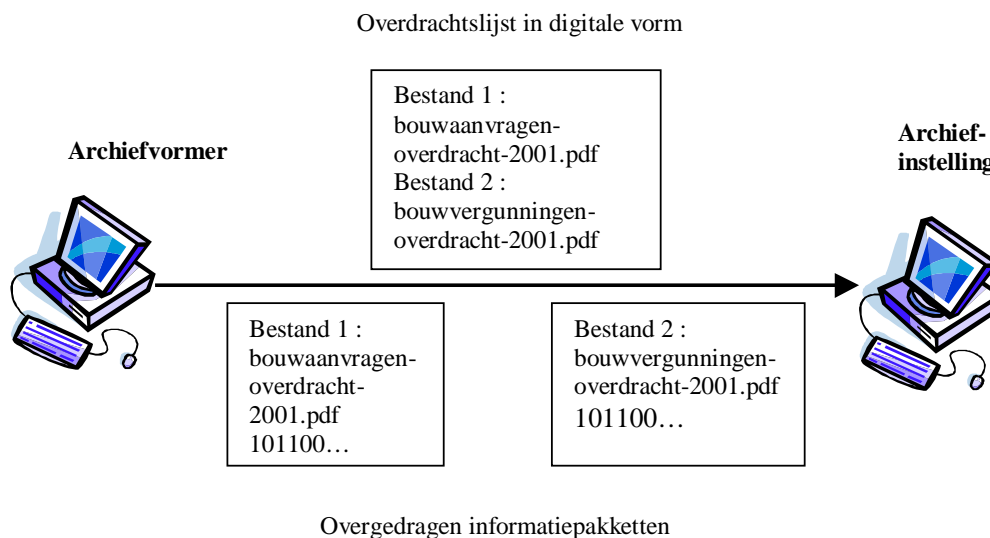 Overdrachtslijst in digitale vorm
Bestand 1 :
bouwaanvragen-
overdracht-2001.pdf
Bestand 2 :
bouwvergunningen-
overdracht-2001.pdf
Archiefvormer
Archief-
instelling
Bestand 1 :
bouwaanvragen-
overdracht-
2001.pdf
101100…
Bestand 2 :
bouwvergunningen-
overdracht-2001.pdf
101100…
Overgedragen informatiepakketten